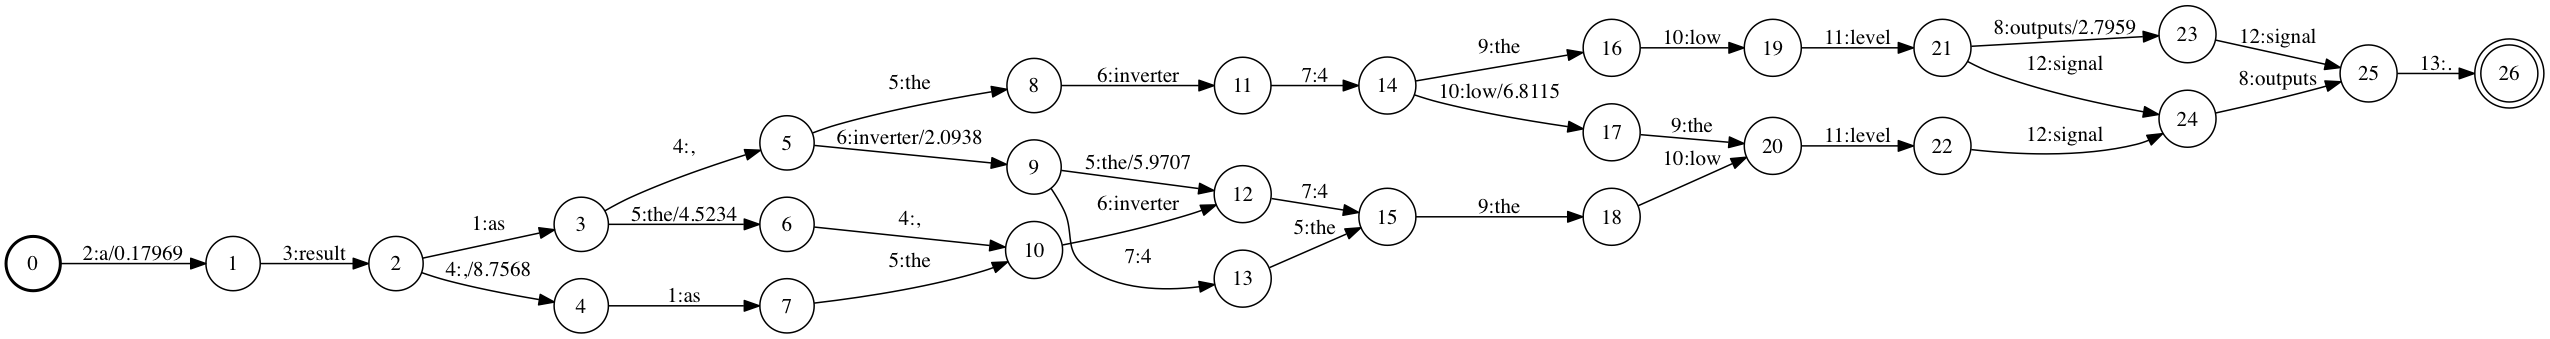 0
2:a/0.17969
1
3:result
2
1:as
4:,/8.7568
3
4
4:,
5:the/4.5234
1:as
5
6
7
5:the
6:inverter/2.0938
4:,
5:the
8
9
10
6:inverter
5:the/5.9707
6:inverter
7:4
11
12
13
7:4
7:4
5:the
14
15
9:the
10:low/6.8115
9:the
16
17
18
10:low
9:the
10:low
19
20
11:level
11:level
21
22
8:outputs/2.7959
12:signal
12:signal
23
24
12:signal
8:outputs
25
13:.
26